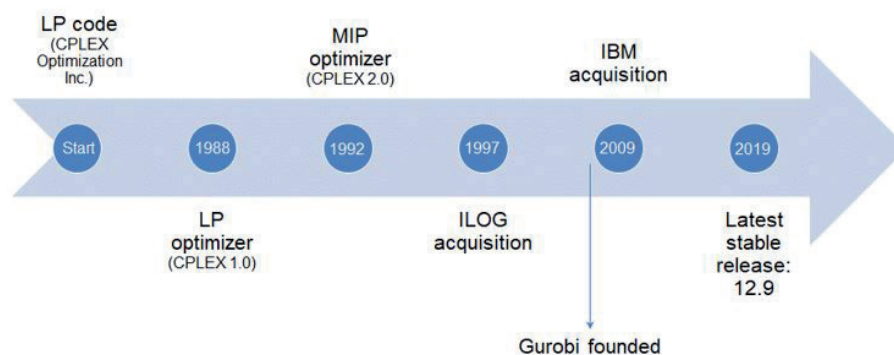 LP code
(CPLEX
Optimization
Inc.)
MIP
optimizer
(CPLEX 2.0)
IBM
acquisition
Start
1988
1992
1997
2009
2019
LP
optimizer
(CPLEX 1.0)
ILOG
acquisition
Latest
stable
release:
12.9
Gurobi founded